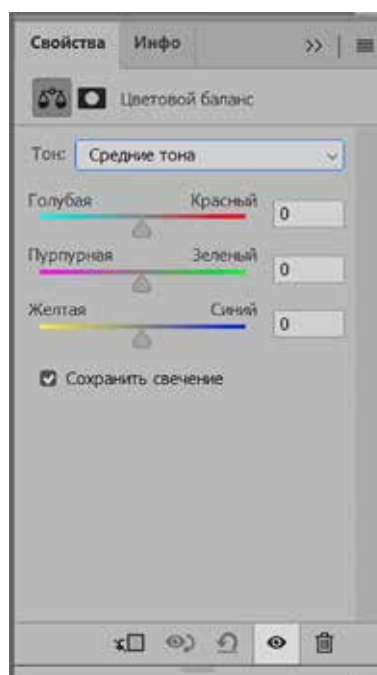 Свойства Инфо
Цветовой баланс
Тон: Средние тона
Голубая Красный 0
Пурпурная Зеленый 0
Желтая Синий 0
Сохранить свечение